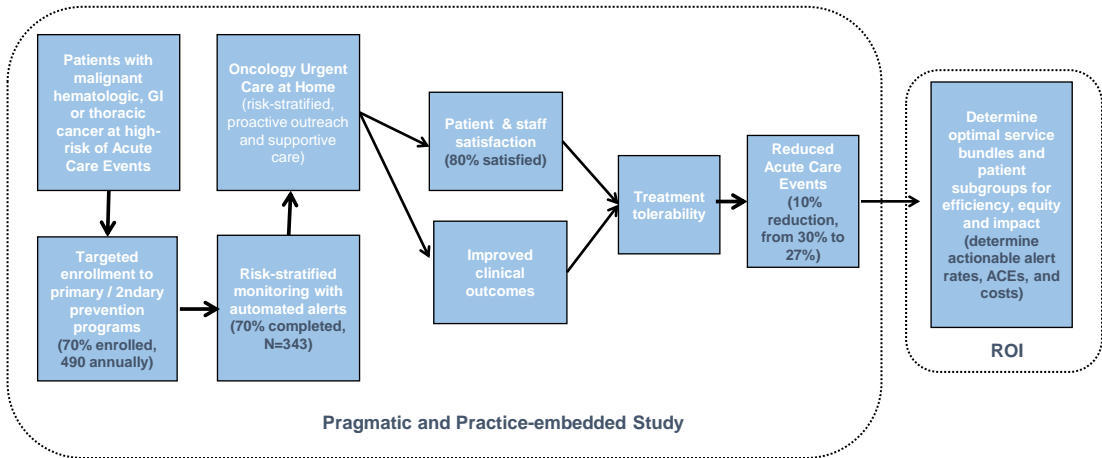 Patients with
malignant
hematologic, GI
or thoracic
cancer at high-
risk of Acute
Care Events
Targeted
enrollment to
primary / 2ndary
prevention
programs
(70% enrolled,
490 annually)
Risk-stratified
monitoring with
automated alerts
(70% completed,
N=343)
Oncology Urgent
Care at Home
(risk-stratified,
proactive outreach
and supportive
care)
Patient & staff
satisfaction
(80% satisfied)
Improved
clinical
outcomes
Treatment
tolerability
Reduced
Acute Care
Events
(10%
reduction,
from 30% to
27%)
Pragmatic and Practice-embedded Study
Determine
optimal service
bundles and
patient
subgroups for
efficiency, equity
and impact
(determine
actionable alert
rates, ACEs, and
costs)
ROI